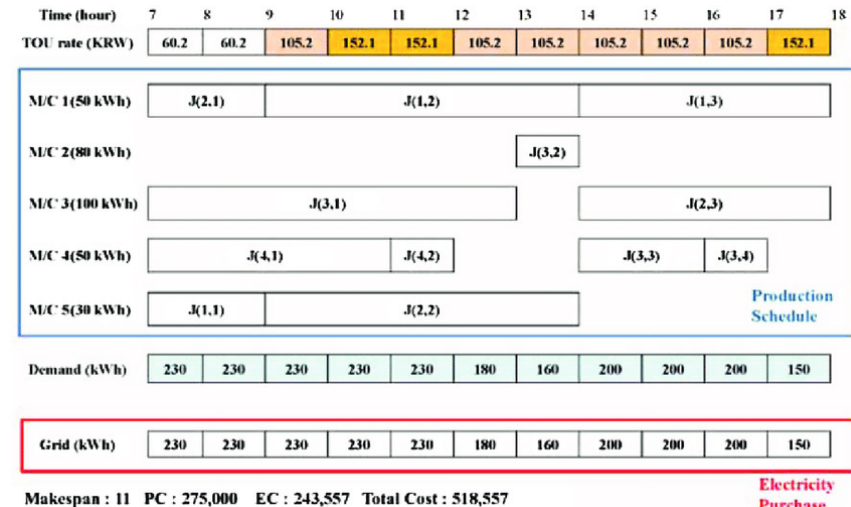 Time (hour) 7 8 9 10 11 12 13 14 15 16 17 18
TOU rate (KRW) 60.2 60.2 105.2 152.1 152.1 105.2 105.2 105.2 105.2 105.2 152.1
M/C 1(50 kWh) J(2,1) J(1,2) J(1,3)
M/C 2(80 kWh) J(3,2)
M/C 3(100 kWh) J(3,1) J(2,3)
M/C 4(50 kWh) J(4,1) J(4,2) J(3,3) J(3,4)
M/C 5(30 kWh) J(1,1) J(2,2)
Production
Schedule
Demand (kWh) 230 230 230 230 230 180 160 200 200 200 150
Grid (kWh) 230 230 230 230 230 180 160 200 200 200 150
Makespan : 11 PC : 275,000 EC : 243,557 Total Cost : 518,557
Electricity
Purchase